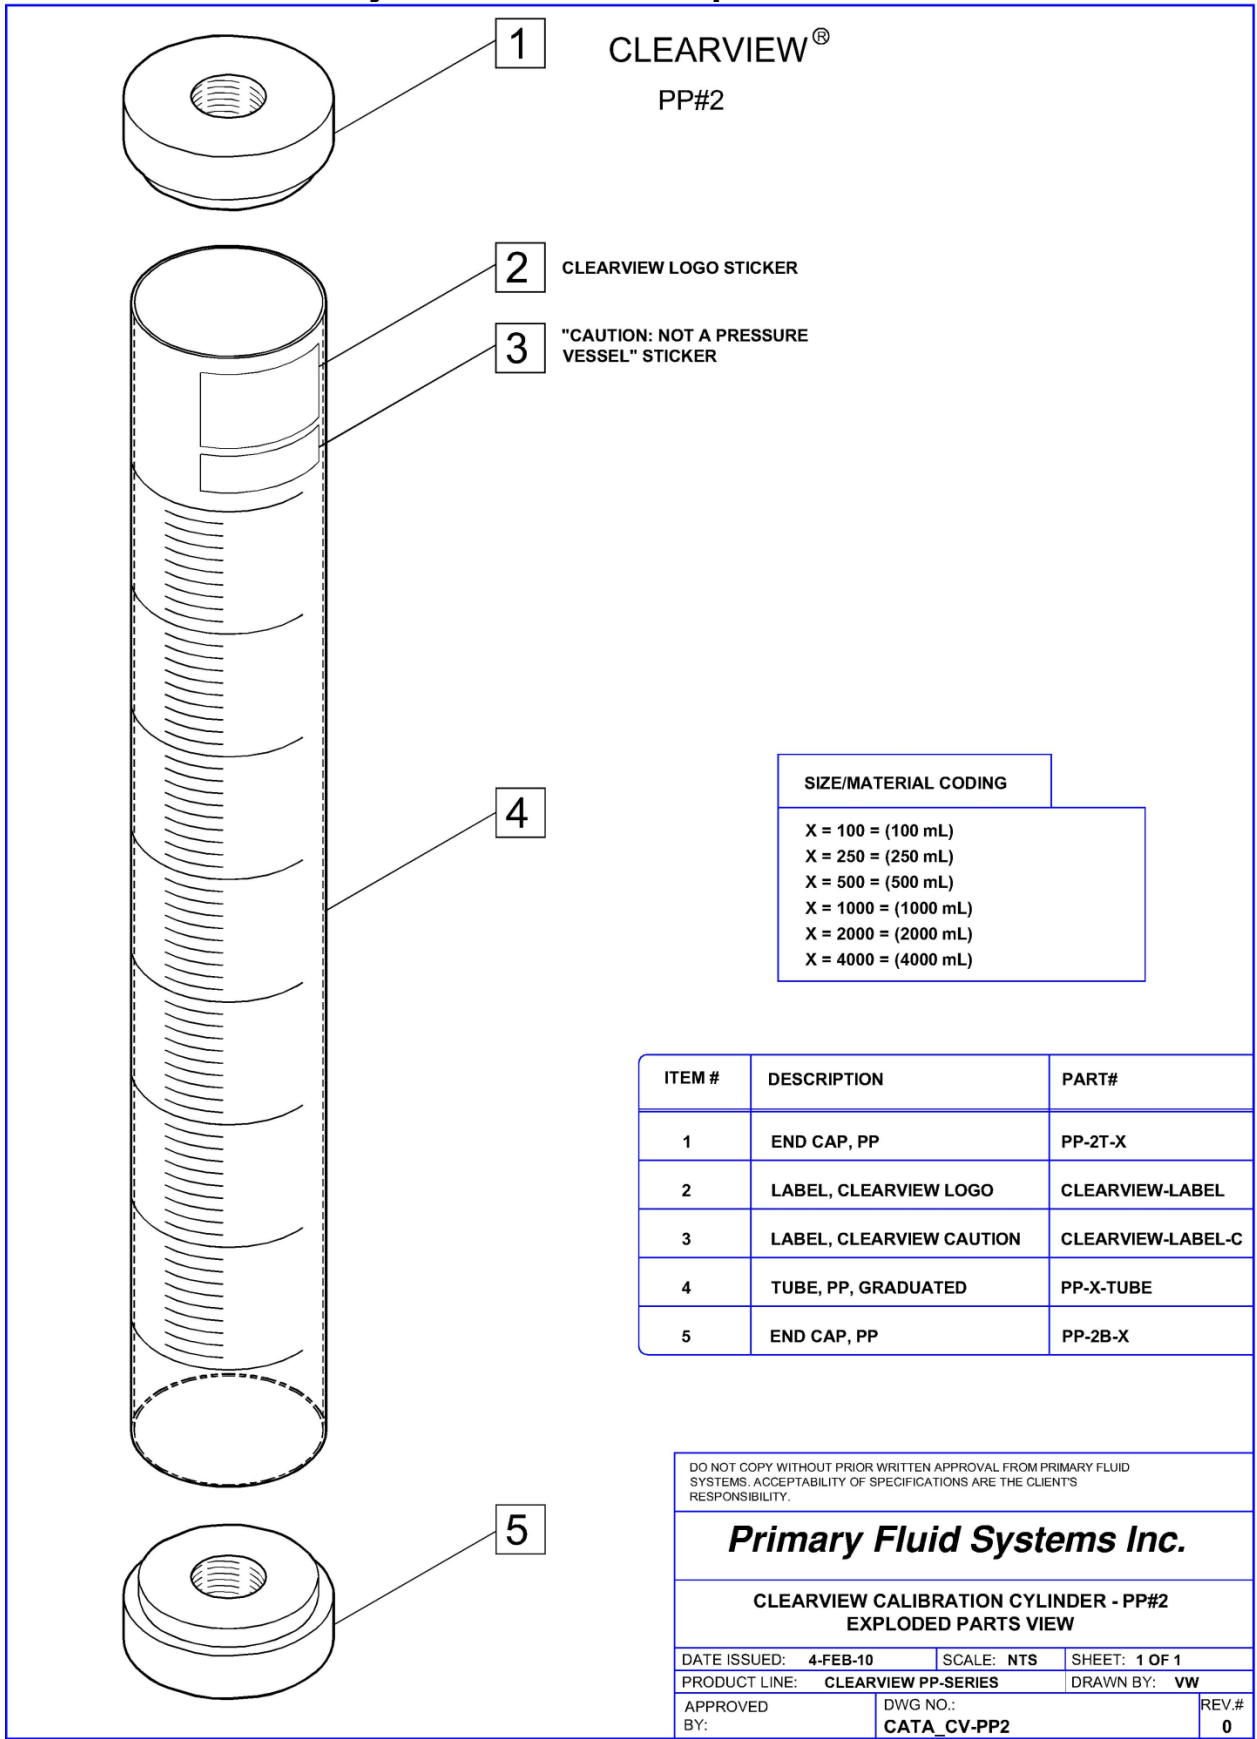 1
CLEARVIEW®
PP#2
2
CLEARVIEW LOGO STICKER
3
"CAUTION: NOT A PRESSURE
VESSEL" STICKER
4
SIZE/MATERIAL CODING
X = 100 = (100 mL)
X = 250 = (250 mL)
X = 500 = (500 mL)
X = 1000 = (1000 mL)
X = 2000 = (2000 mL)
X = 4000 = (4000 mL)
ITEM # DESCRIPTION PART#
1 END CAP, PP PP-2T-X
2 LABEL, CLEARVIEW LOGO CLEARVIEW-LABEL
3 LABEL, CLEARVIEW CAUTION CLEARVIEW-LABEL-C
4 TUBE, PP, GRADUATED PP-X-TUBE
5 END CAP, PP PP-2B-X
5
DO NOT COPY WITHOUT PRIOR WRITTEN APPROVAL FROM PRIMARY FLUID
SYSTEMS. ACCEPTABILITY OF SPECIFICATIONS ARE THE CLIENT'S
RESPONSIBILITY.
Primary Fluid Systems Inc.
CLEARVIEW CALIBRATION CYLINDER - PP#2
EXPLODED PARTS VIEW
DATE ISSUED: 4-FEB-10 SCALE: NTS SHEET: 1 OF 1
PRODUCT LINE: CLEARVIEW PP-SERIES DRAWN BY: VW
APPROVED
BY:
DWG NO.:
CATA_CV-PP2
REV.#
0